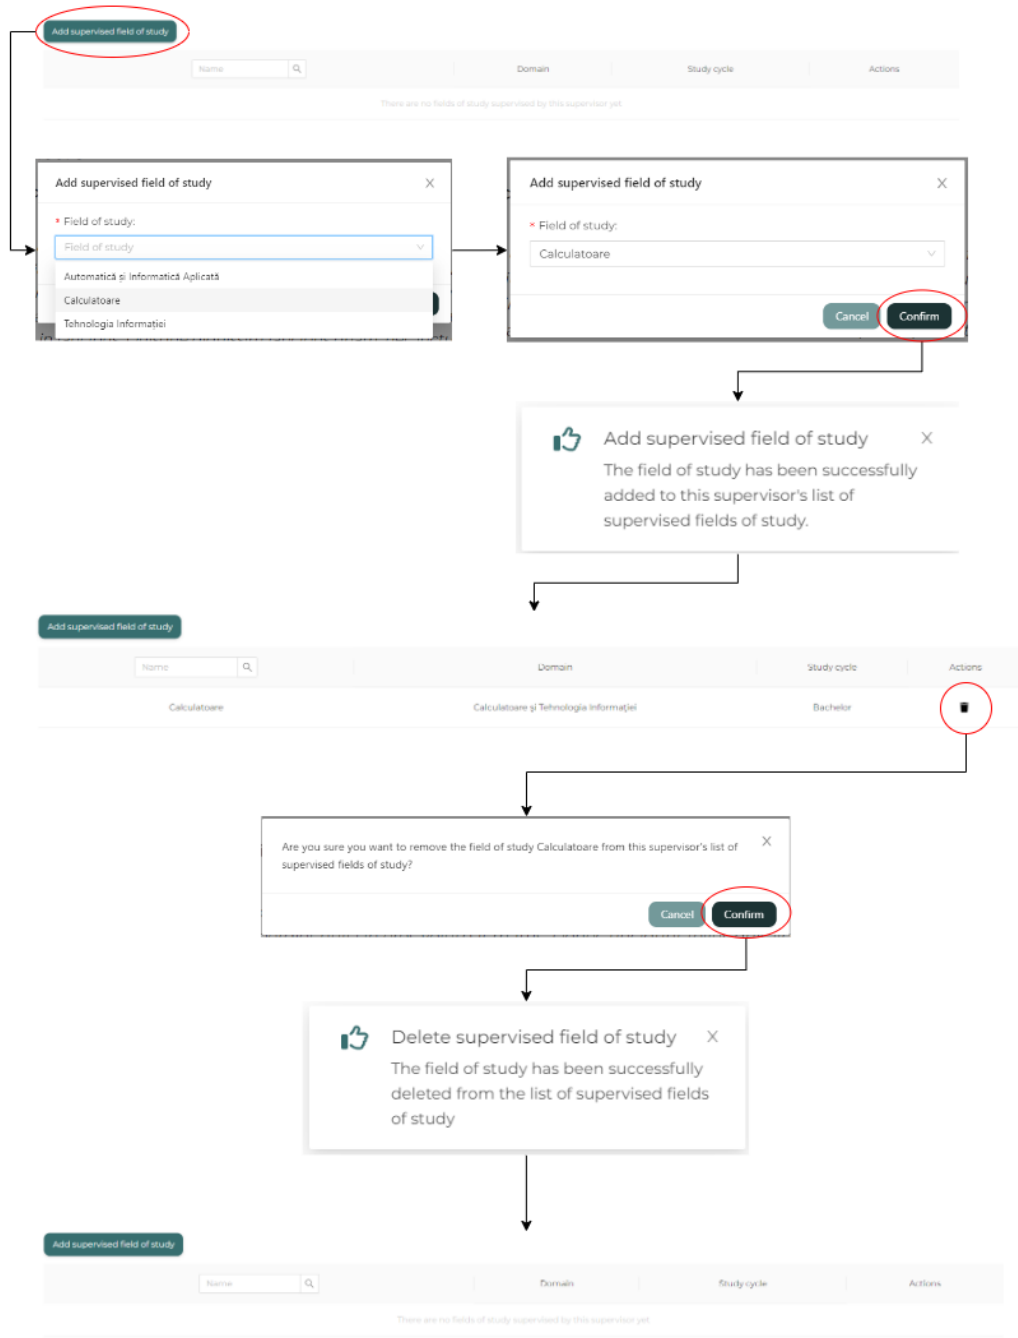 Add supervised field of study
Name Domain Study cycle Actions
There are no fields of study supervised by this supervisor yet
Add supervised field of study X
* Field of study:
Field of study
Automatică și Informatică Aplicată
Calculatoare
Tehnologia Informației
Add supervised field of study X
* Field of study:
Calculatoare
Cancel Confirm
Add supervised field of study X
The field of study has been successfully
added to this supervisor's list of
supervised fields of study.
Add supervised field of study
Name Domain Study cycle Actions
Calculatoare Calculatoare și Tehnologia Informației Bachelor
Are you sure you want to remove the field of study Calculatoare from this supervisor's list of X
supervised fields of study?
Cancel Confirm
Delete supervised field of study X
The field of study has been successfully
deleted from the list of supervised fields
of study
Add supervised field of study
Name Domain Study cycle Actions
There are no fields of study supervised by this supervisor yet